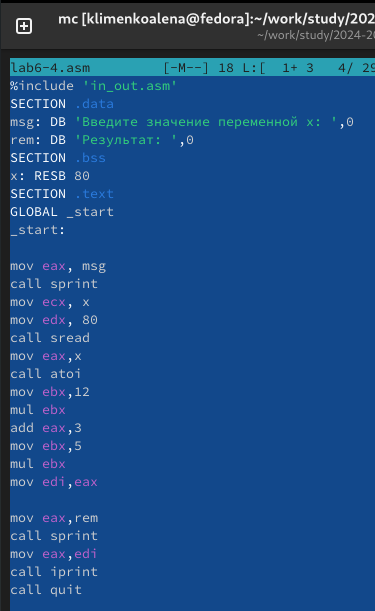 mc [klimenkoalena@fedora]:~/work/study/202
~/work/study/2024-20
lab6-4.asm [-M--] 18 L:[ 1+ 3 4/ 29
%include 'in_out.asm'
SECTION .data
msg: DB 'Введите значение переменной x: ',0
rem: DB 'Результат: ',0
SECTION .bss
x: RESB 80
SECTION .text
GLOBAL _start
_start:
mov eax, msg
call sprint
mov ecx, x
mov edx, 80
call sread
mov eax,x
call atoi
mov ebx,12
mul ebx
add eax,3
mov ebx,5
mul ebx
mov edi,eax
mov eax,rem
call sprint
mov eax,edi
call iprint
call quit